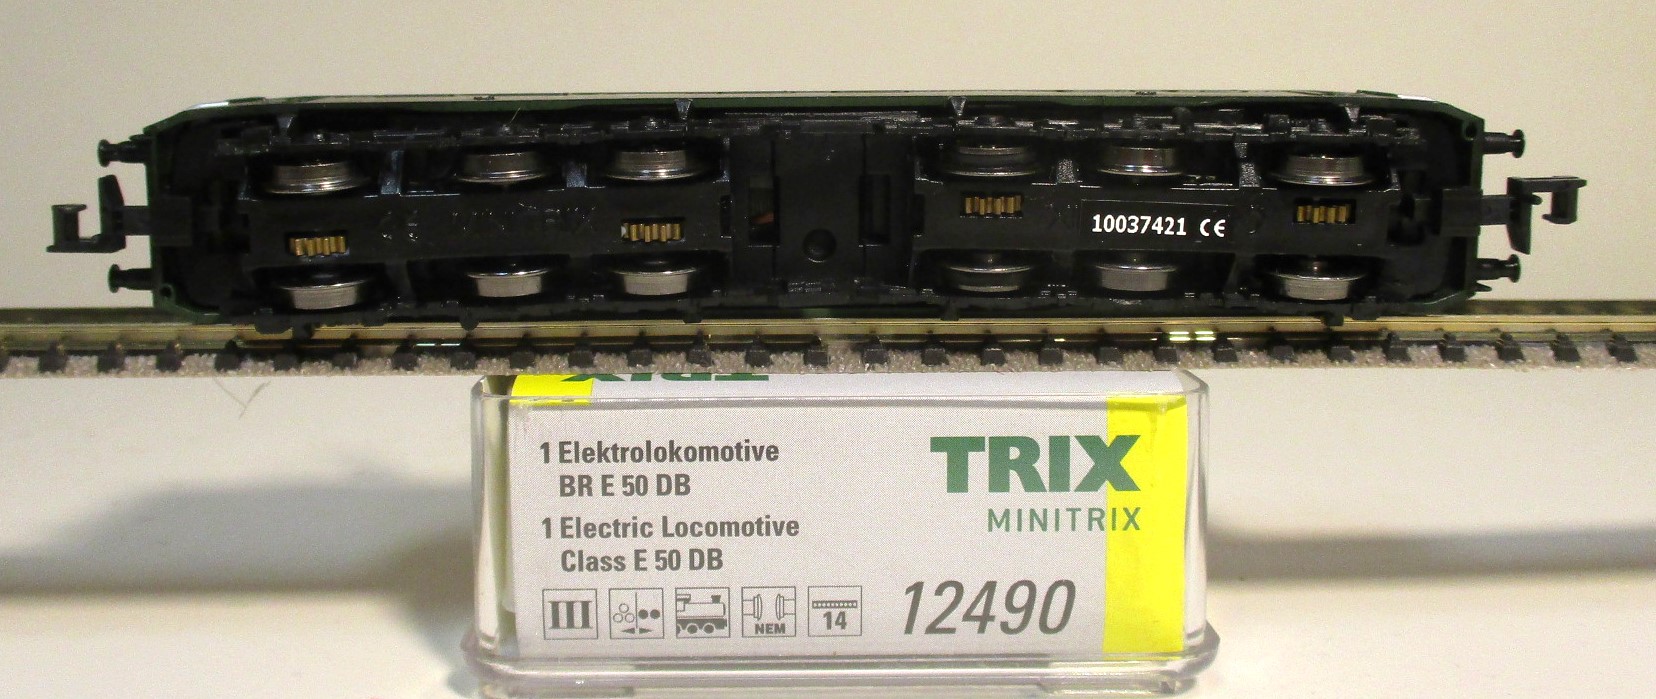 10037421 CE
TRIX
1 Elektrolokomotive
BR E 50 DB
1 Electric Locomotive
Class E 50 DB
TRIX
MINITRIX
III
NEM
14
12490